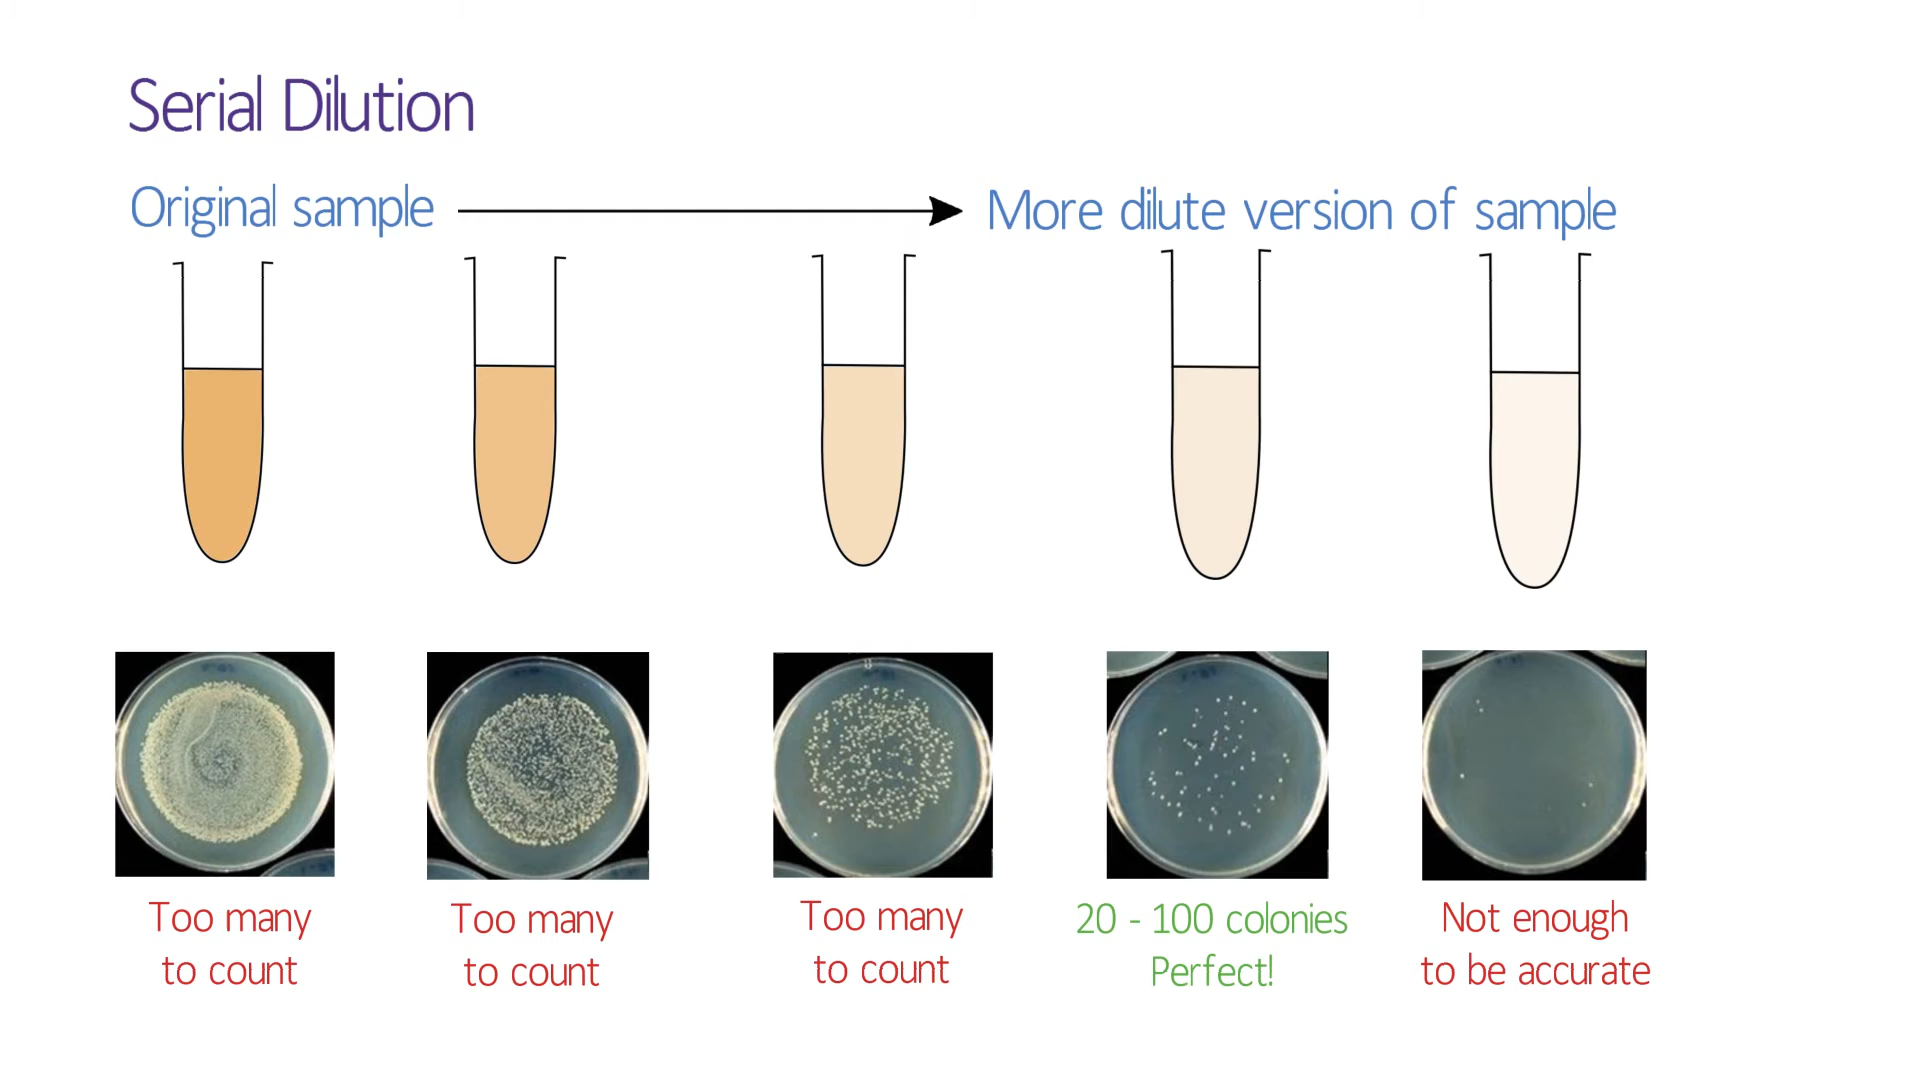 Serial Dilution
Original sample
More dilute version of sample
Too many
to count
Too many
to count
Too many
to count
20 - 100 colonies
Perfect!
Not enough
to be accurate